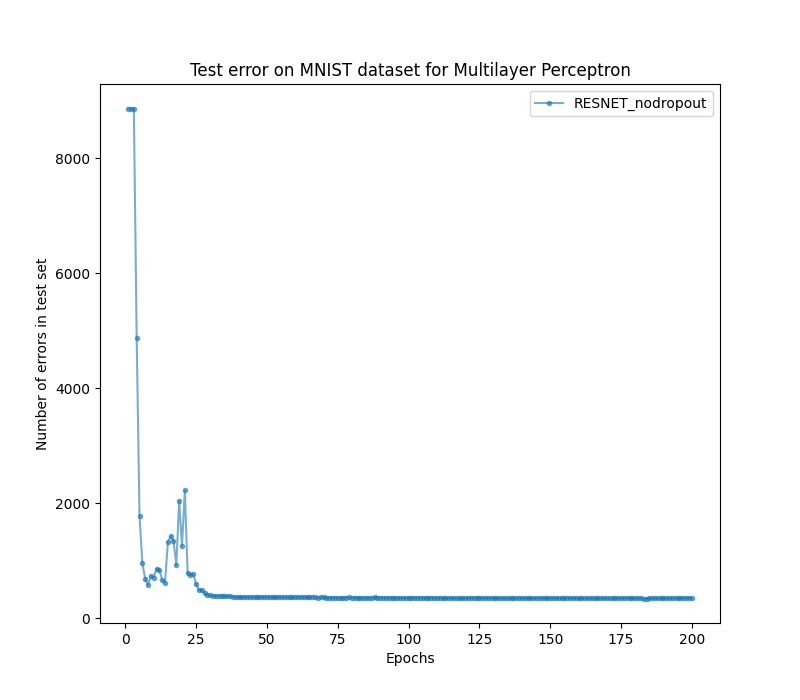 Test error on MNIST dataset for Multilayer Perceptron
RESNET_nodropout
Number of errors in test set
8000
6000
4000
2000
0
0 25 50 75 100 125 150 175 200
Epochs